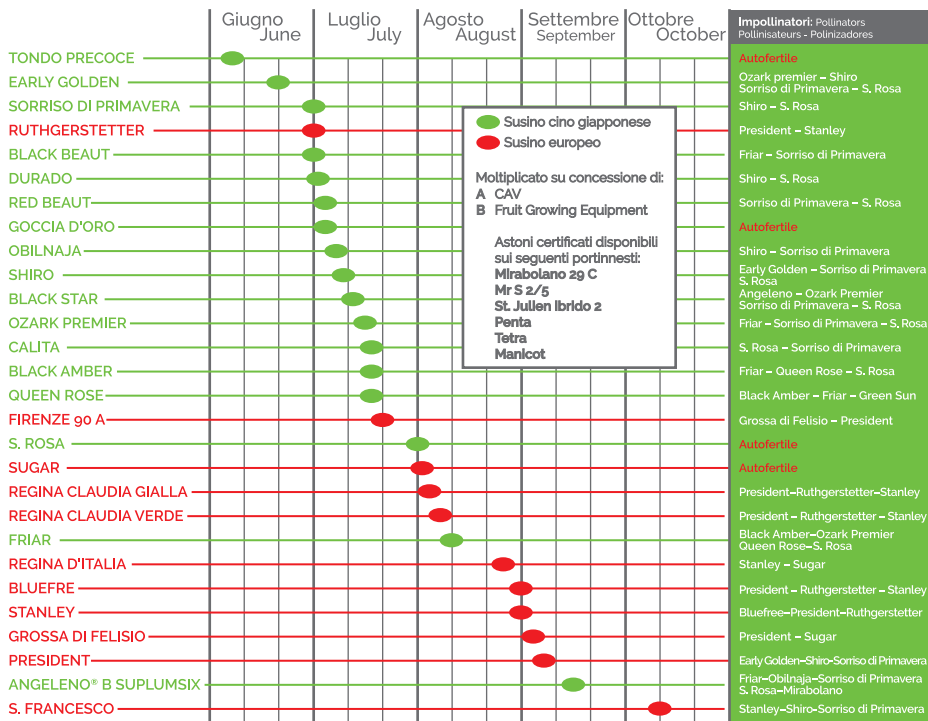 Giugno
June
Luglio
July
Agosto
August
Settembre
September
Ottobre
October
Impollinatori: Pollinators
Pollinisateurs - Polinizadores
TONDO PRECOCE
Autofertile
EARLY GOLDEN
Ozark premier – Shiro
Sorriso di Primavera – S. Rosa
SORRISO DI PRIMAVERA
Shiro – S. Rosa
RUTHGERSTETTER
President – Stanley
BLACK BEAUT
Friar – Sorriso di Primavera
DURADO
Shiro – S. Rosa
RED BEAUT
Sorriso di Primavera – S. Rosa
GOCCIA D'ORO
Autofertile
OBILNAJA
Shiro – Sorriso di Primavera
SHIRO
Early Golden – Sorriso di Primavera
S. Rosa
BLACK STAR
Angeleno – Ozark Premier
Sorriso di Primavera – S. Rosa
OZARK PREMIER
Friar – Sorriso di Primavera – S. Rosa
CALITA
S. Rosa – Sorriso di Primavera
BLACK AMBER
Friar – Queen Rose – S. Rosa
QUEEN ROSE
Black Amber – Friar – Green Sun
FIRENZE 90 A
Grossa di Felisio – President
S. ROSA
Autofertile
SUGAR
Autofertile
REGINA CLAUDIA GIALLA
President–Ruthgerstetter–Stanley
REGINA CLAUDIA VERDE
President – Ruthgerstetter – Stanley
FRIAR
Black Amber–Ozark Premier
Queen Rose–S. Rosa
REGINA D'ITALIA
Stanley – Sugar
BLUEFRE
President – Ruthgerstetter – Stanley
STANLEY
Bluefree–President–Ruthgerstetter
GROSSA DI FELISIO
President – Sugar
PRESIDENT
Early Golden–Shiro-Sorriso di Primavera
ANGELENO® B SUPLUMSIX
Friar–Obilnaja–Sorriso di Primavera
S. Rosa–Mirabolano
S. FRANCESCO
Stanley–Shiro-Sorriso di Primavera
Susino cino giapponese
Susino europeo
Moltiplicato su concessione di:
A CAV
B Fruit Growing Equipment
Astoni certificati disponibili
sui seguenti portinnesti:
Mirabolano 29 C
Mr S 2/5
St. Julien Ibrido 2
Penta
Tetra
Manicot